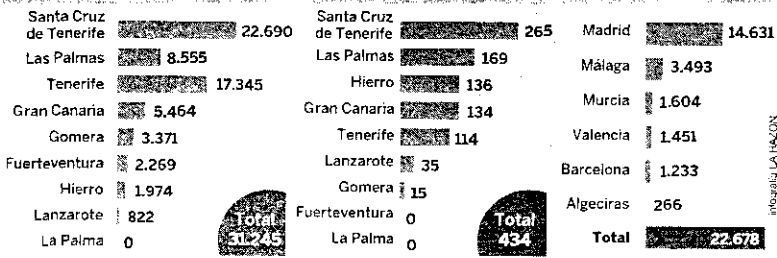 Santa Cruz
de Tenerife 22.690
Las Palmas 8.555
Tenerife 17.345
Gran Canaria 5.464
Gomera 3.371
Fuerteventura 2.269
Hierro 1.974
Lanzarote 822
La Palma 0
Total
31.245
Santa Cruz
de Tenerife 265
Las Palmas 169
Hierro 136
Gran Canaria 134
Tenerife 114
Lanzarote 35
Gomera 15
Fuerteventura 0
La Palma 0
Total
434
Madrid 14.631
Málaga 3.493
Murcia 1.604
Valencia 1.451
Barcelona 1.233
Algeciras 266
Total 22.678
infografía LA RAZON